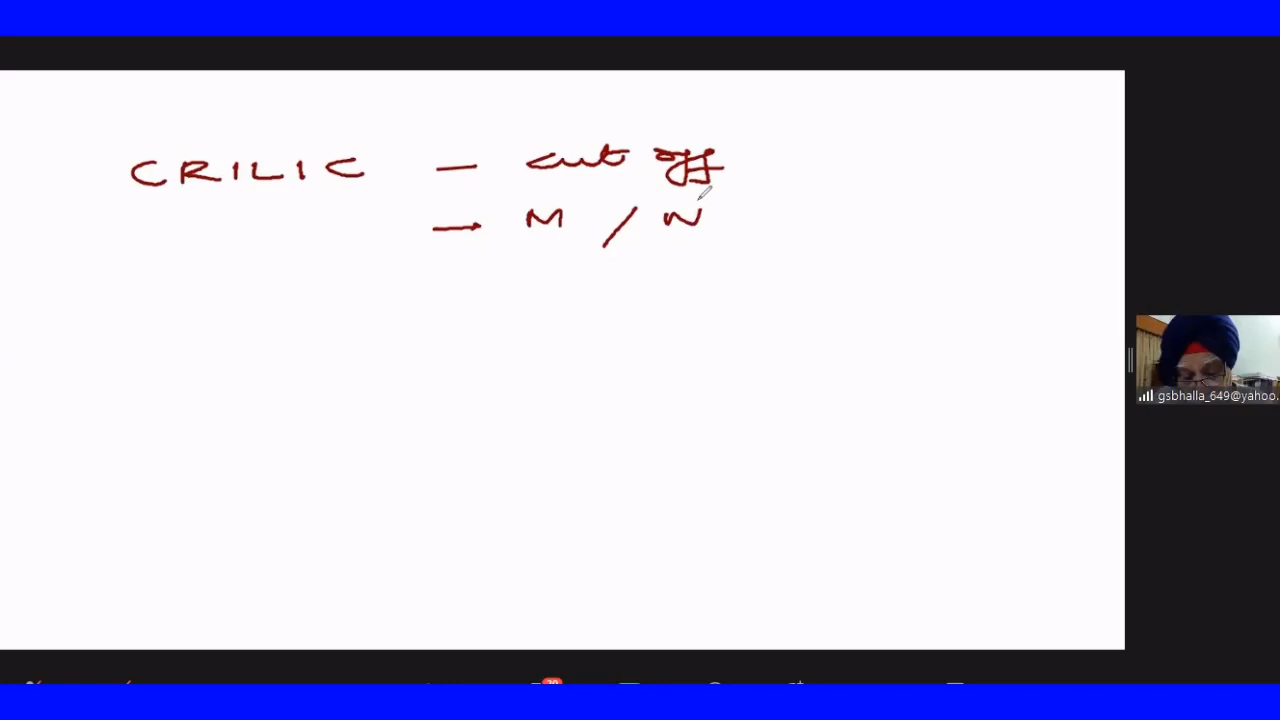 CRILIC — cut off
→ M / N
gsbhalla_649@yahoo.